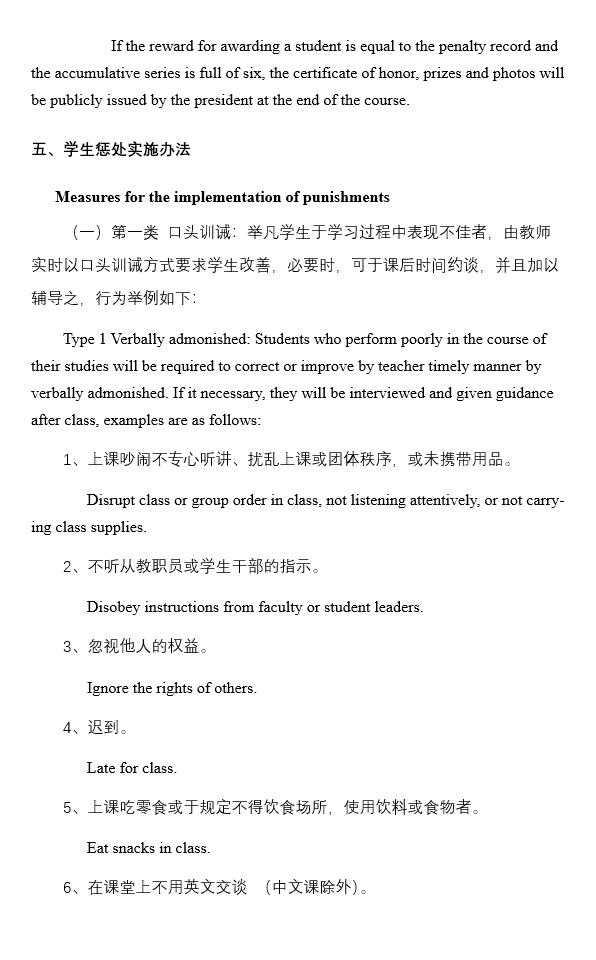 If the reward for awarding a student is equal to the penalty record and
the accumulative series is full of six, the certificate of honor, prizes and photos will
be publicly issued by the president at the end of the course.
五、学生惩处实施办法
Measures for the implementation of punishments
（一）第一类 口头训诫：举凡学生于学习过程中表现不佳者，由教师
实时以口头训诫方式要求学生改善，必要时，可于课后时间约谈，并且加以
辅导之，行为举例如下：
Type 1 Verbally admonished: Students who perform poorly in the course of
their studies will be required to correct or improve by teacher timely manner by
verbally admonished. If it necessary, they will be interviewed and given guidance
after class, examples are as follows:
1、上课吵闹不专心听讲、扰乱上课或团体秩序，或未携带用品。
Disrupt class or group order in class, not listening attentively, or not carry-
ing class supplies.
2、不听从教职员或学生干部的指示。
Disobey instructions from faculty or student leaders.
3、忽视他人的权益。
Ignore the rights of others.
4、迟到。
Late for class.
5、上课吃零食或于规定不得饮食场所，使用饮料或食物者。
Eat snacks in class.
6、在课堂上不用英文交谈 （中文课除外）。